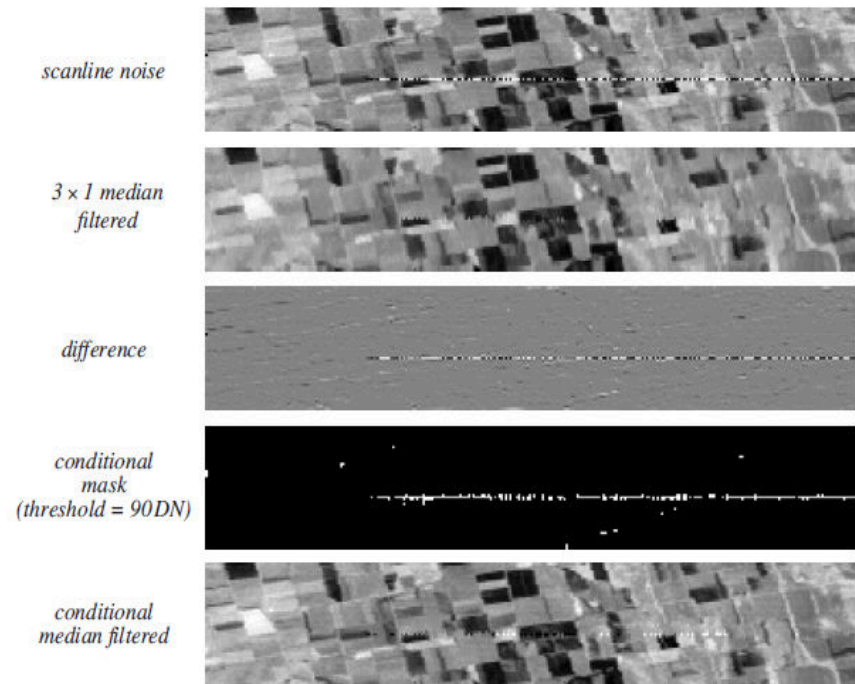 scanline noise
3 × 1 median
filtered
difference
conditional
mask
(threshold = 90DN)
conditional
median filtered